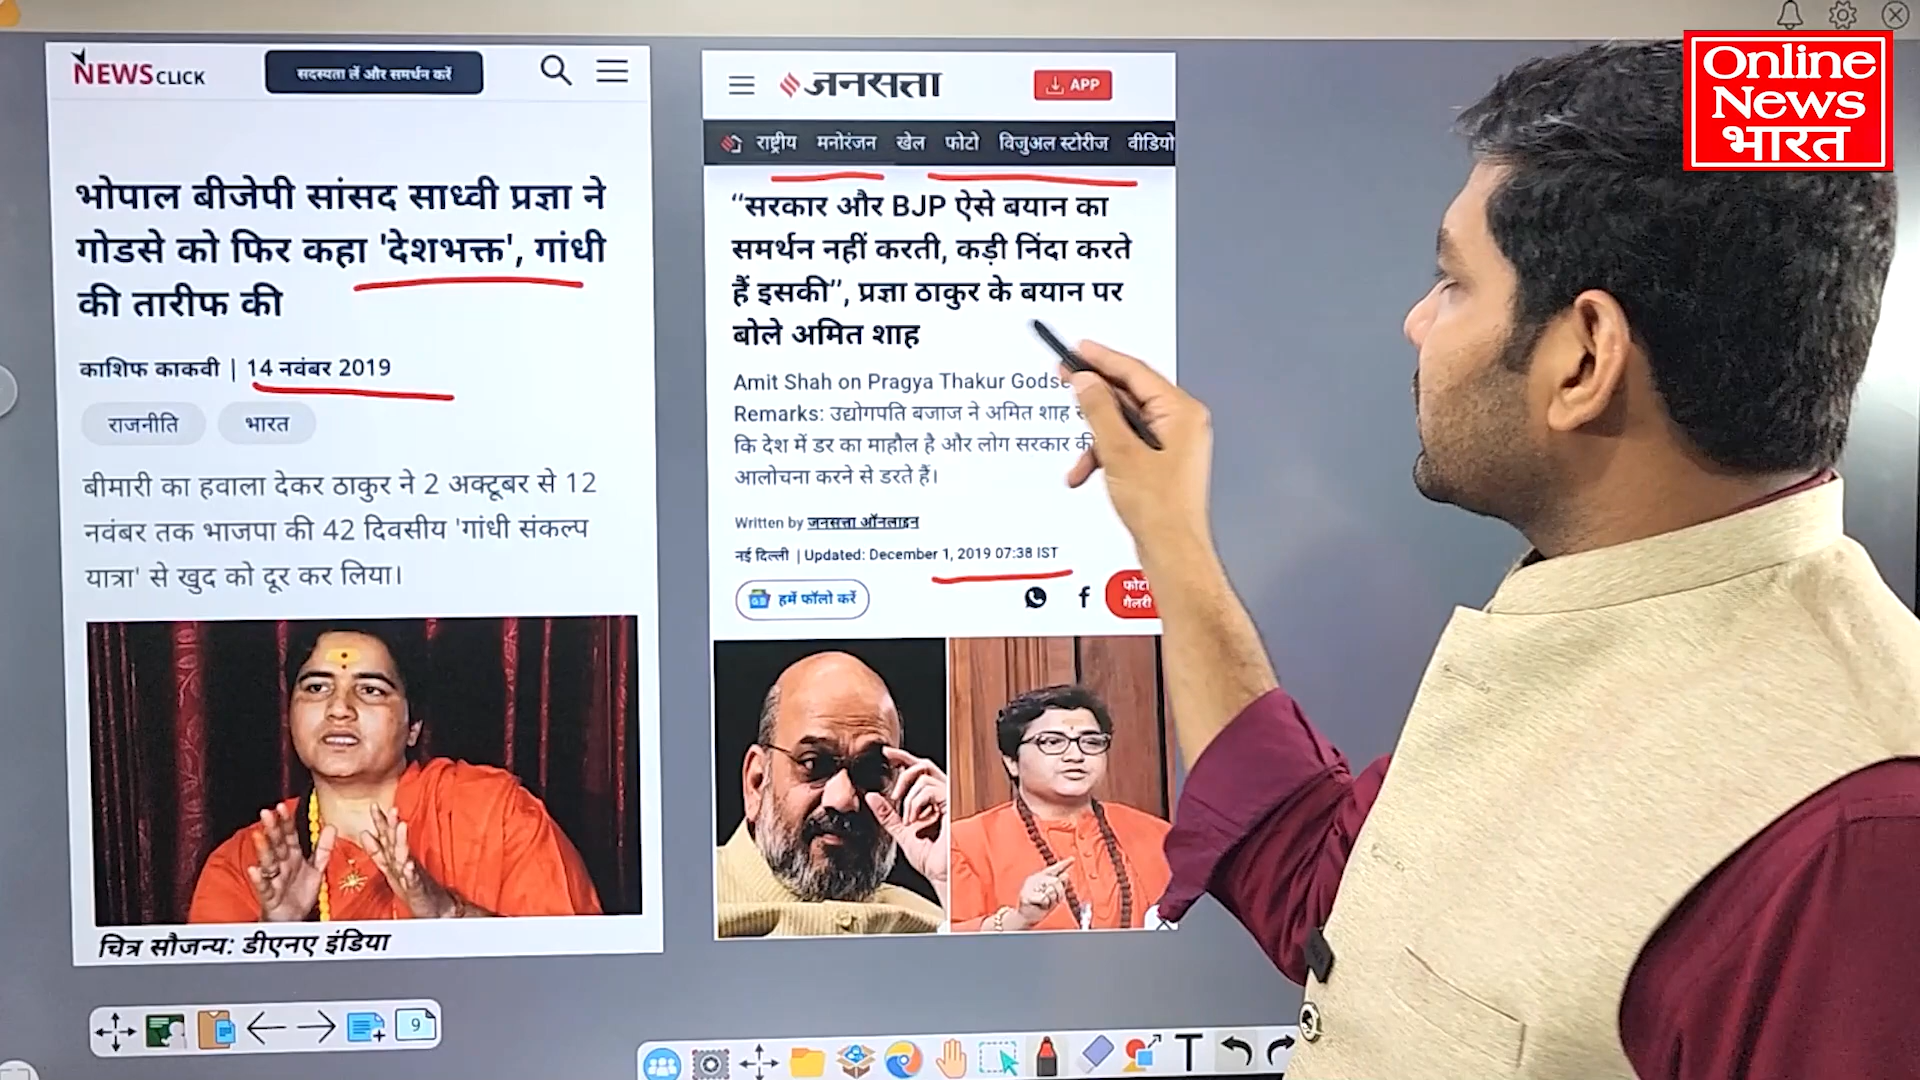 Online
News
भारत
NEWSCLICK
सदस्यता लें और समर्थन करें
भोपाल बीजेपी सांसद साध्वी प्रज्ञा ने
गोडसे को फिर कहा 'देशभक्त', गांधी
की तारीफ की
काशिफ काकवी | 14 नवंबर 2019
राजनीति
भारत
बीमारी का हवाला देकर ठाकुर ने 2 अक्टूबर से 12
नवंबर तक भाजपा की 42 दिवसीय 'गांधी संकल्प
यात्रा' से खुद को दूर कर लिया।
चित्र सौजन्य: डीएनए इंडिया
जनसत्ता
APP
राष्ट्रीय मनोरंजन खेल फोटो विजुअल स्टोरीज वीडियो
“सरकार और BJP ऐसे बयान का
समर्थन नहीं करती, कड़ी निंदा करते
हैं इसकी”, प्रज्ञा ठाकुर के बयान पर
बोले अमित शाह
Amit Shah on Pragya Thakur Godse
Remarks: उद्योगपति बजाज ने अमित शाह
कि देश में डर का माहौल है और लोग सरकार की
आलोचना करने से डरते हैं।
Written by जनसत्ता ऑनलाइन
नई दिल्ली | Updated: December 1, 2019 07:38 IST
हमें फॉलो करें
फोटो
गैलरी
9
T